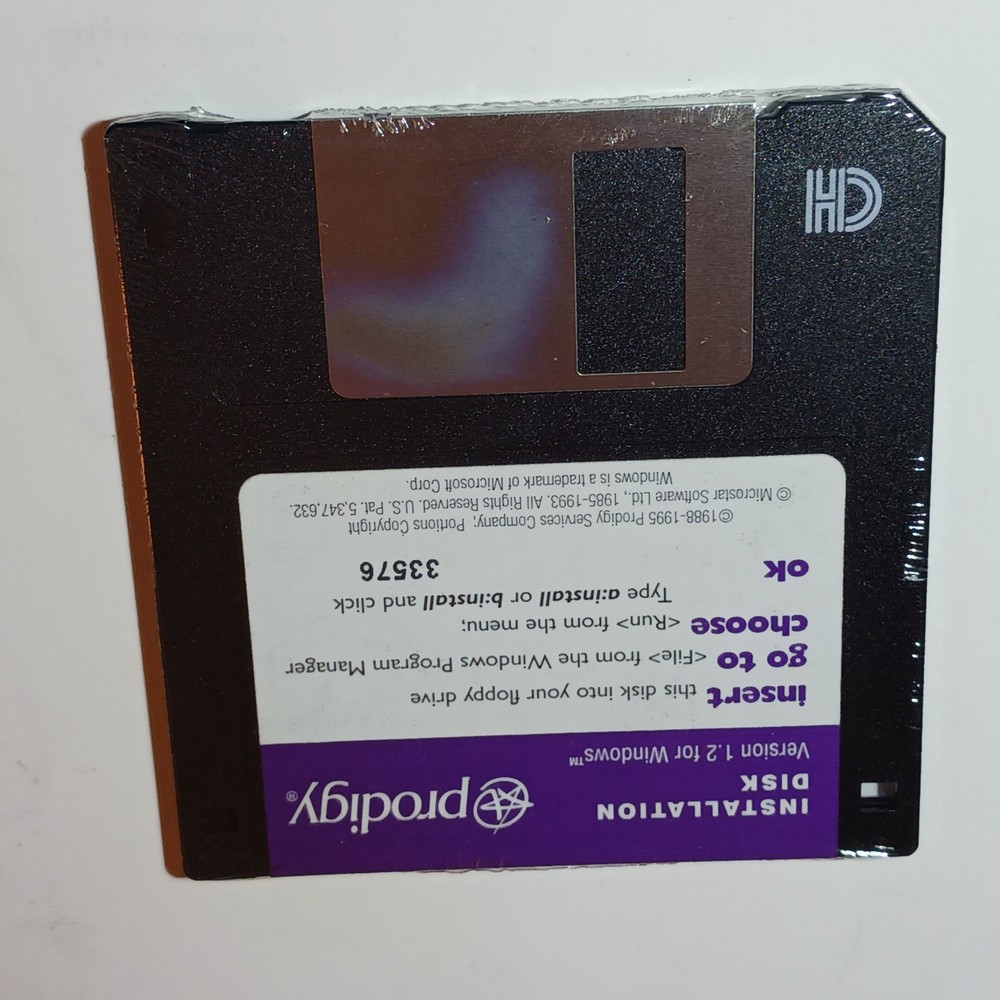 INSTALLATION
DISK
Version 1.2 for Windows™
prodigy®
insert this disk into your floppy drive
go to <File> from the Windows Program Manager
choose <Run> from the menu;
Type a:install or b:install and click
ok 33576
©1988-1995 Prodigy Services Company; Portions Copyright
© Microstar Software Ltd., 1985-1993. All Rights Reserved. U.S. Pat. 5,347,632.
Windows is a trademark of Microsoft Corp.
HD